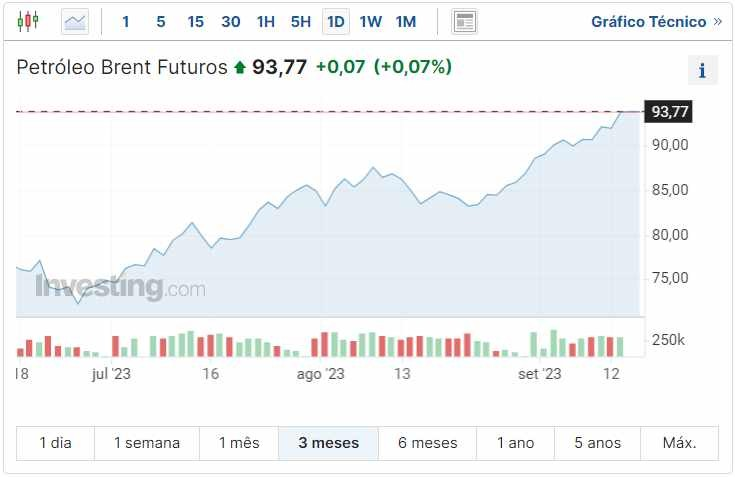 1 5 15 30 1H 5H 1D 1W 1M Gráfico Técnico »
Petróleo Brent Futuros 93,77 +0,07 (+0,07%) i
93,77
90,00
85,00
80,00
75,00
Investing.com
250k
18 jul '23 16 ago '23 13 set '23 12
1 dia 1 semana 1 mês 3 meses 6 meses 1 ano 5 anos Máx.